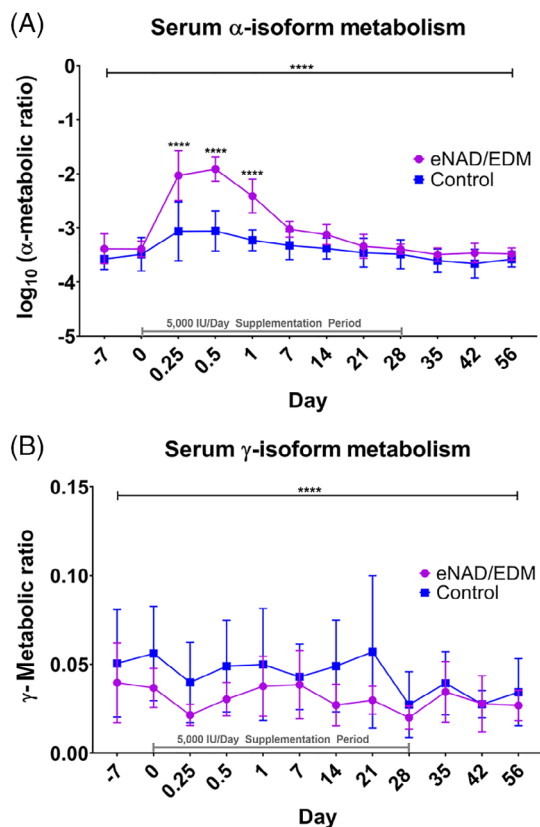 (A)
Serum α-isoform metabolism
0
-1
-2
-3
-4
-5
log10 (α-metabolic ratio)
****
**** **** ****
eNAD/EDM
Control
5,000 IU/Day Supplementation Period
-7 0 0.25 0.5 1 7 14 21 28 35 42 56
Day
(B)
Serum γ-isoform metabolism
0.15
0.10
0.05
0.00
γ- Metabolic ratio
****
eNAD/EDM
Control
5,000 IU/Day Supplementation Period
-7 0 0.25 0.5 1 7 14 21 28 35 42 56
Day